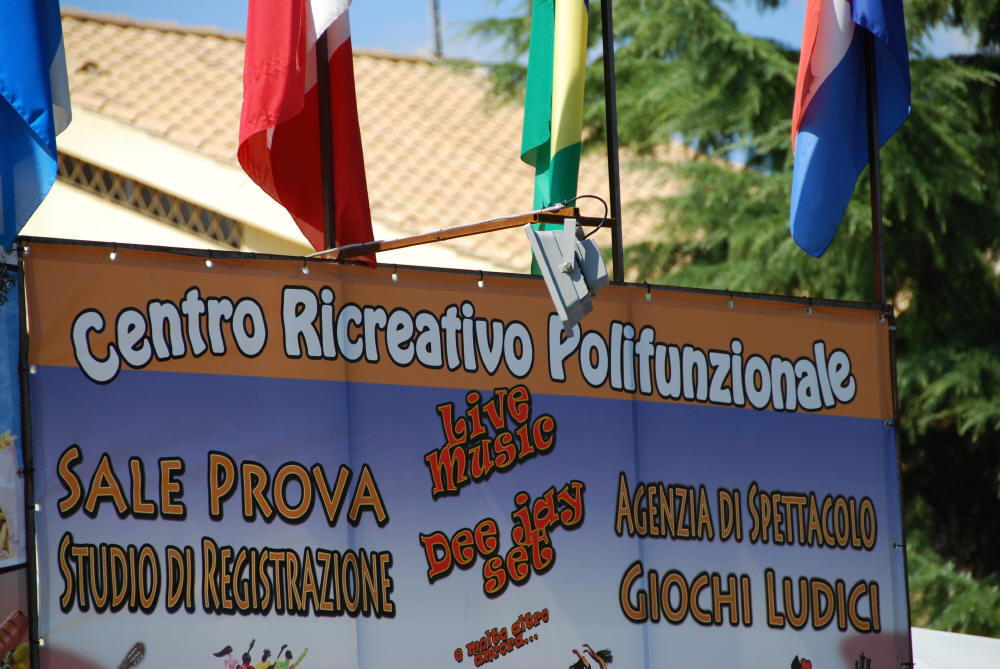 Centro Ricreativo Polifunzionale
SALE PROVA
STUDIO DI REGISTRAZIONE
Live
Music
Dee jay
set
e molto altro
ancora...
AGENZIA DI SPETTACOLO
GIOCHI LUDICI